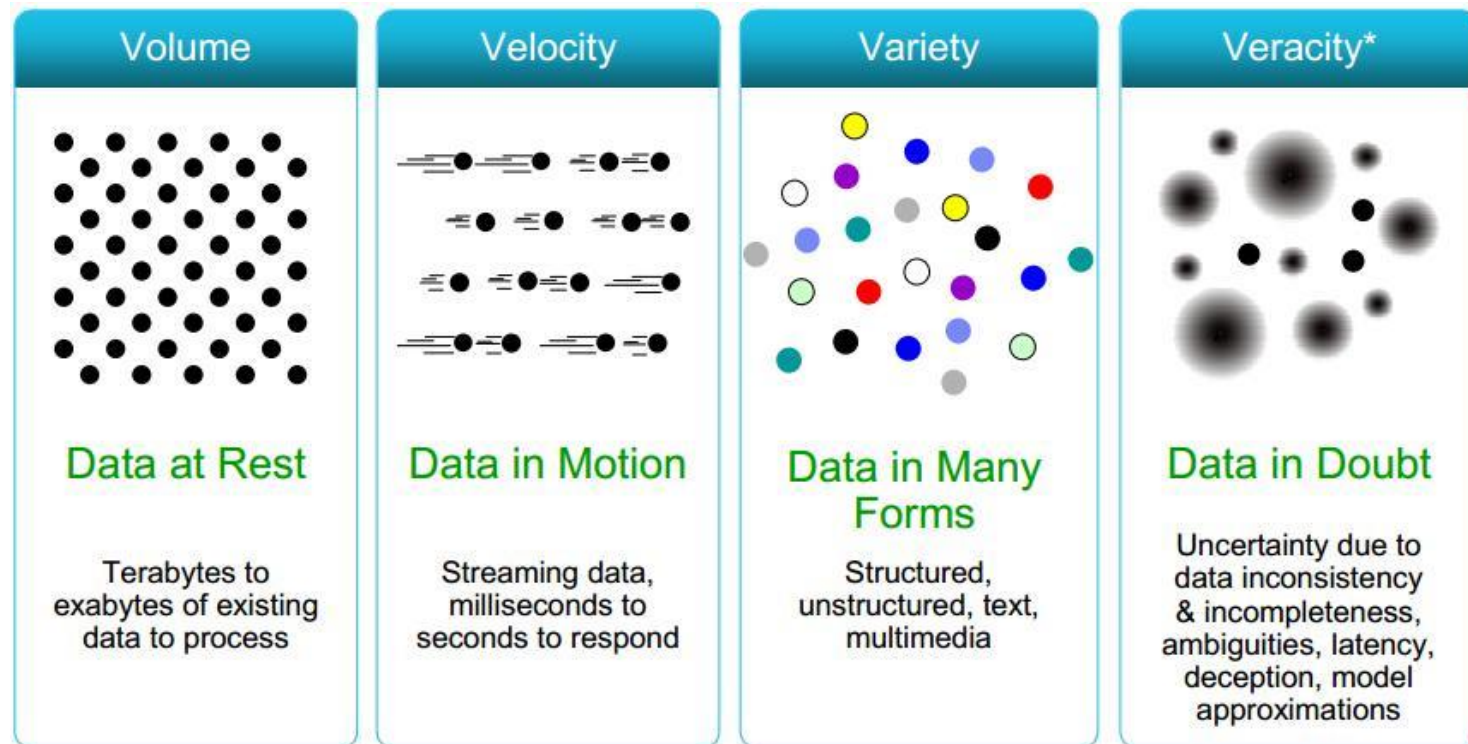 Volume
Data at Rest
Terabytes to
exabytes of existing
data to process
Velocity
Data in Motion
Streaming data,
milliseconds to
seconds to respond
Variety
Data in Many
Forms
Structured,
unstructured, text,
multimedia
Veracity*
Data in Doubt
Uncertainty due to
data inconsistency
& incompleteness,
ambiguities, latency,
deception, model
approximations